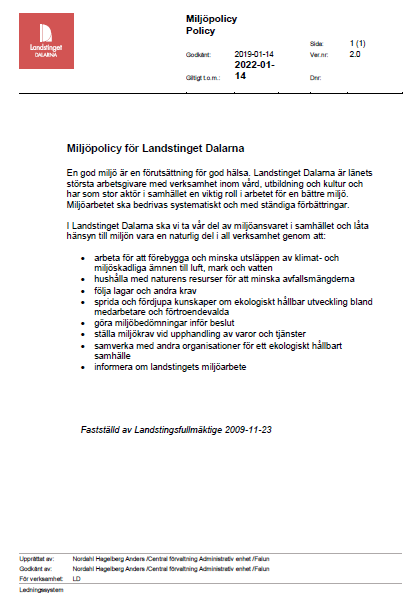 Landstinget
DALARNA
Miljöpolicy
Policy
Sida: 1 (1)
Godkänt: 2019-01-14 Ver.nr: 2.0
Giltigt t.o.m.: 2022-01-
14 Dnr:
Miljöpolicy för Landstinget Dalarna
En god miljö är en förutsättning för god hälsa. Landstinget Dalarna är länets
största arbetsgivare med verksamhet inom vård, utbildning och kultur och
har som stor aktör i samhället en viktig roll i arbetet för en bättre miljö.
Miljöarbetet ska bedrivas systematiskt och med ständiga förbättringar.
I Landstinget Dalarna ska vi ta vår del av miljöansvaret i samhället och låta
hänsyn till miljön vara en naturlig del i all verksamhet genom att:
• arbeta för att förebygga och minska utsläppen av klimat- och
miljöskadliga ämnen till luft, mark och vatten
• hushålla med naturens resurser för att minska avfallsmängderna
• följa lagar och andra krav
• sprida och fördjupa kunskaper om ekologiskt hållbar utveckling bland
medarbetare och förtroendevalda
• göra miljöbedömningar inför beslut
• ställa miljökrav vid upphandling av varor och tjänster
• samverka med andra organisationer för ett ekologiskt hållbart
samhälle
• informera om landstingets miljöarbete
Fastställd av Landstingsfullmäktige 2009-11-23
Upprättat av: Nordahl Hagelberg Anders /Central förvaltning Administrativ enhet /Falun
Godkänt av: Nordahl Hagelberg Anders /Central förvaltning Administrativ enhet /Falun
För verksamhet: LD
Ledningssystem